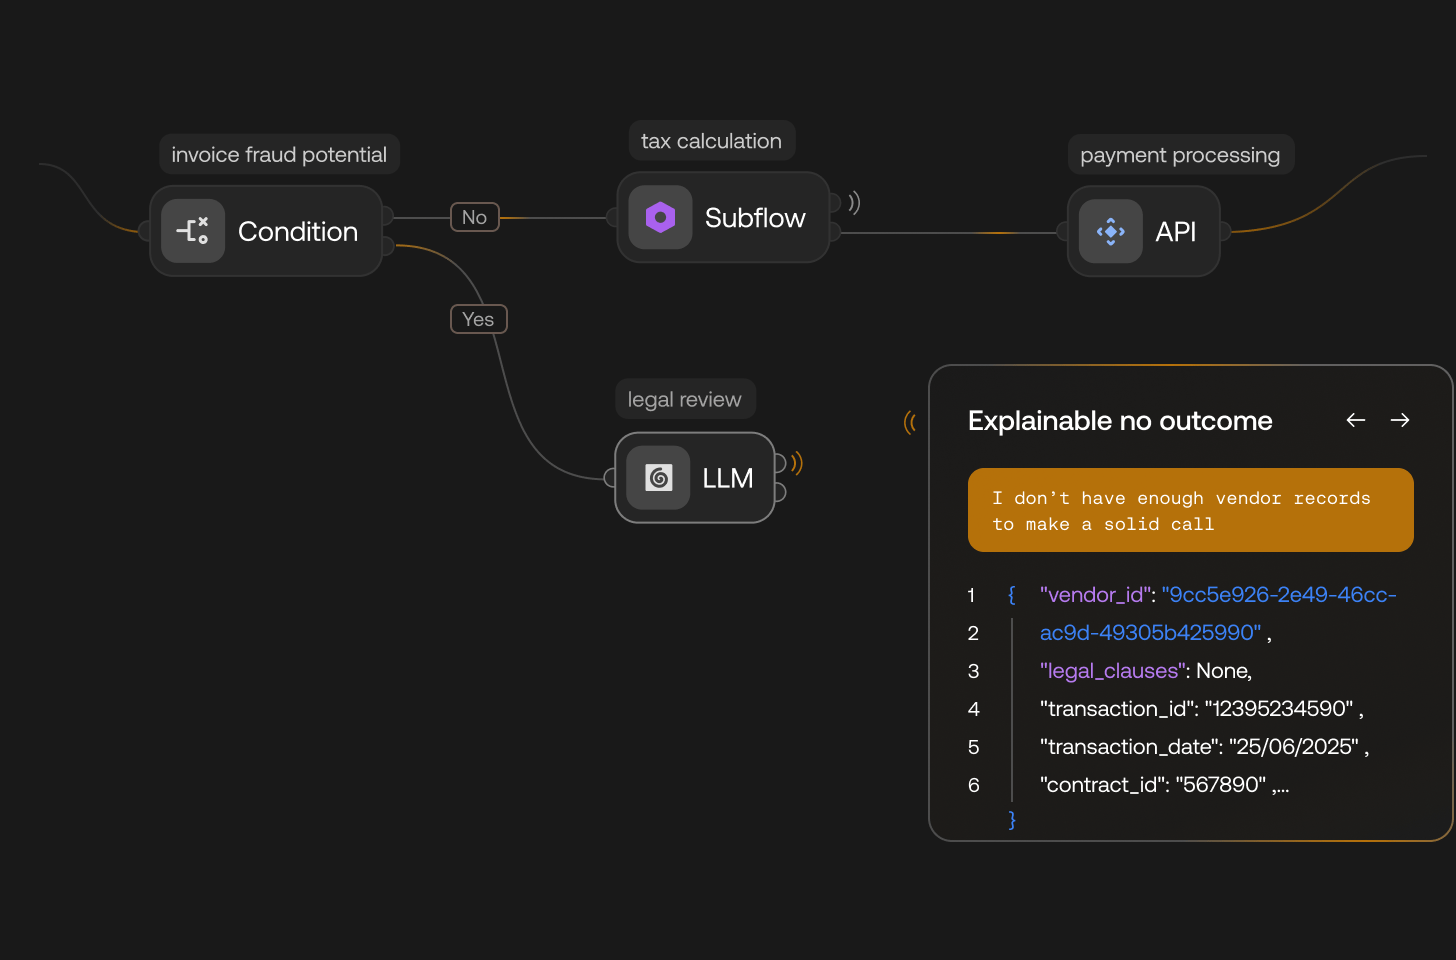 invoice fraud potential
Condition
No
Yes
tax calculation
Subflow
payment processing
API
legal review
LLM
Explainable no outcome
I don’t have enough vendor records
to make a solid call
1 { "vendor_id": "9cc5e926-2e49-46cc-
2 ac9d-49305b425990" ,
3 "legal_clauses": None,
4 "transaction_id": "12395234590" ,
5 "transaction_date": "25/06/2025" ,
6 "contract_id": "567890" ,...
}